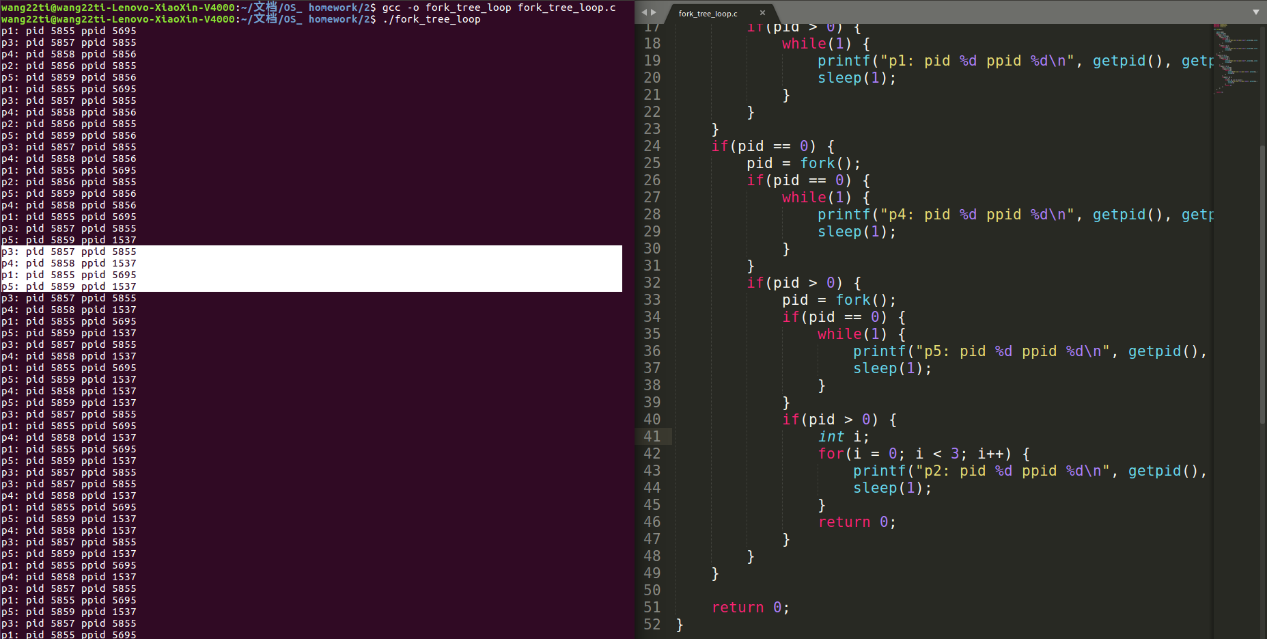 wang22ti@wang22ti-Lenovo-XiaoXin-V4000:~/文档/OS_ homework/2$ gcc -o fork_tree_loop fork_tree_loop.c
wang22ti@wang22ti-Lenovo-XiaoXin-V4000:~/文档/OS_ homework/2$ ./fork_tree_loop
p1: pid 5855 ppid 5695
p3: pid 5857 ppid 5855
p4: pid 5858 ppid 5856
p2: pid 5856 ppid 5855
p5: pid 5859 ppid 5856
p1: pid 5855 ppid 5695
p3: pid 5857 ppid 5855
p4: pid 5858 ppid 5856
p2: pid 5856 ppid 5855
p5: pid 5859 ppid 5856
p3: pid 5857 ppid 5855
p4: pid 5858 ppid 5856
p1: pid 5855 ppid 5695
p2: pid 5856 ppid 5855
p5: pid 5859 ppid 5856
p4: pid 5858 ppid 5856
p1: pid 5855 ppid 5695
p3: pid 5857 ppid 5855
p5: pid 5859 ppid 1537
p3: pid 5857 ppid 5855
p4: pid 5858 ppid 1537
p1: pid 5855 ppid 5695
p5: pid 5859 ppid 1537
p3: pid 5857 ppid 5855
p4: pid 5858 ppid 1537
p1: pid 5855 ppid 5695
p5: pid 5859 ppid 1537
p3: pid 5857 ppid 5855
p4: pid 5858 ppid 1537
p1: pid 5855 ppid 5695
p5: pid 5859 ppid 1537
p4: pid 5858 ppid 1537
p5: pid 5859 ppid 1537
p3: pid 5857 ppid 5855
p1: pid 5855 ppid 5695
p4: pid 5858 ppid 1537
p1: pid 5855 ppid 5695
p5: pid 5859 ppid 1537
p3: pid 5857 ppid 5855
p3: pid 5857 ppid 5855
p4: pid 5858 ppid 1537
p1: pid 5855 ppid 5695
p5: pid 5859 ppid 1537
p4: pid 5858 ppid 1537
p3: pid 5857 ppid 5855
p5: pid 5859 ppid 1537
p1: pid 5855 ppid 5695
p4: pid 5858 ppid 1537
p3: pid 5857 ppid 5855
p1: pid 5855 ppid 5695
p5: pid 5859 ppid 1537
p3: pid 5857 ppid 5855
p1: pid 5855 ppid 5695
fork_tree_loop.c
17 if(pid > 0) {
18 while(1) {
19 printf("p1: pid %d ppid %d\n", getpid(), getp
20 sleep(1);
21 }
22 }
23 }
24 if(pid == 0) {
25 pid = fork();
26 if(pid == 0) {
27 while(1) {
28 printf("p4: pid %d ppid %d\n", getpid(), getp
29 sleep(1);
30 }
31 }
32 if(pid > 0) {
33 pid = fork();
34 if(pid == 0) {
35 while(1) {
36 printf("p5: pid %d ppid %d\n", getpid(),
37 sleep(1);
38 }
39 }
40 if(pid > 0) {
41 int i;
42 for(i = 0; i < 3; i++) {
43 printf("p2: pid %d ppid %d\n", getpid(),
44 sleep(1);
45 }
46 return 0;
47 }
48 }
49 }
50
51 return 0;
52 }